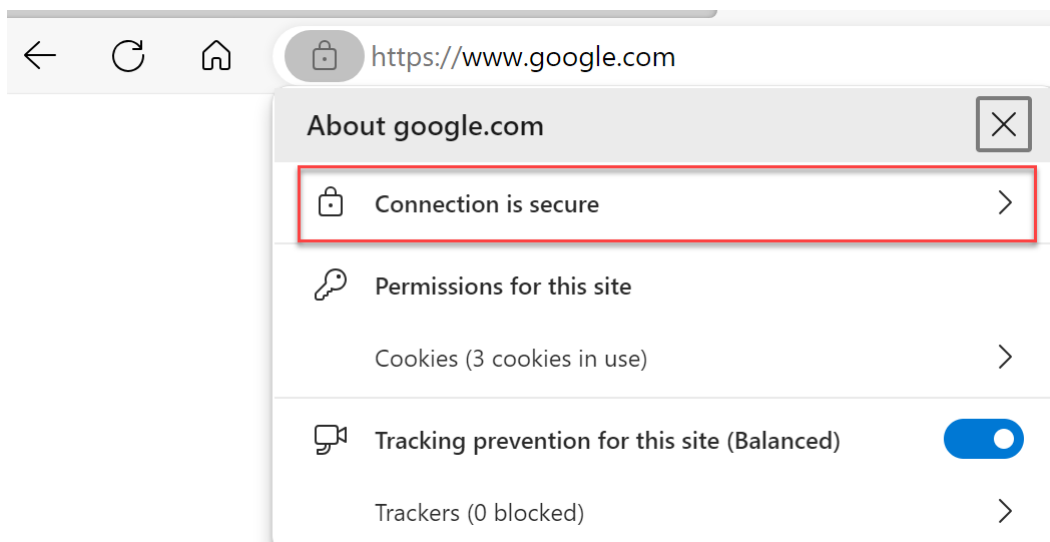 https://www.google.com
About google.com
Connection is secure
Permissions for this site
Cookies (3 cookies in use)
Tracking prevention for this site (Balanced)
Trackers (0 blocked)